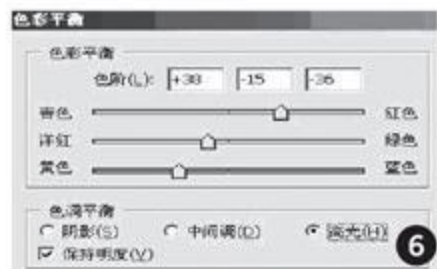 色彩平衡
色彩平衡
色阶(L): +38 -15 -36
青色 红色
洋红 绿色
黄色 蓝色
色调平衡
阴影(S) 中间调(D) 高光(H)
保持明度(V)
6